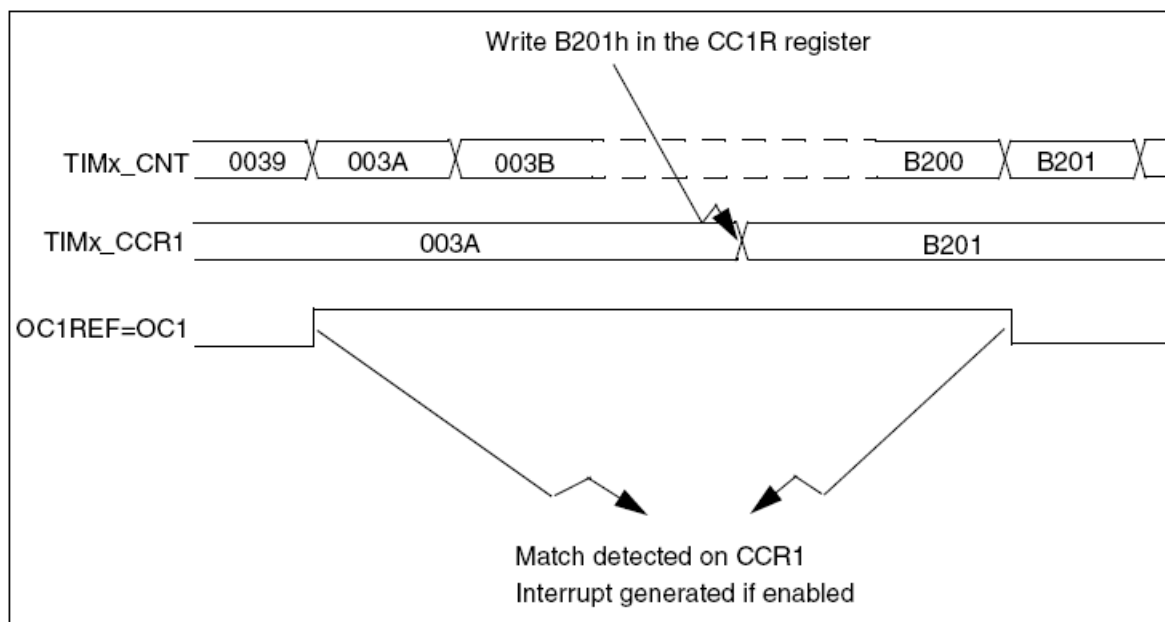 Write B201h in the CC1R register
TIMx_CNT 0039 003A 003B B200 B201
TIMx_CCR1 003A B201
OC1REF=OC1
Match detected on CCR1
Interrupt generated if enabled